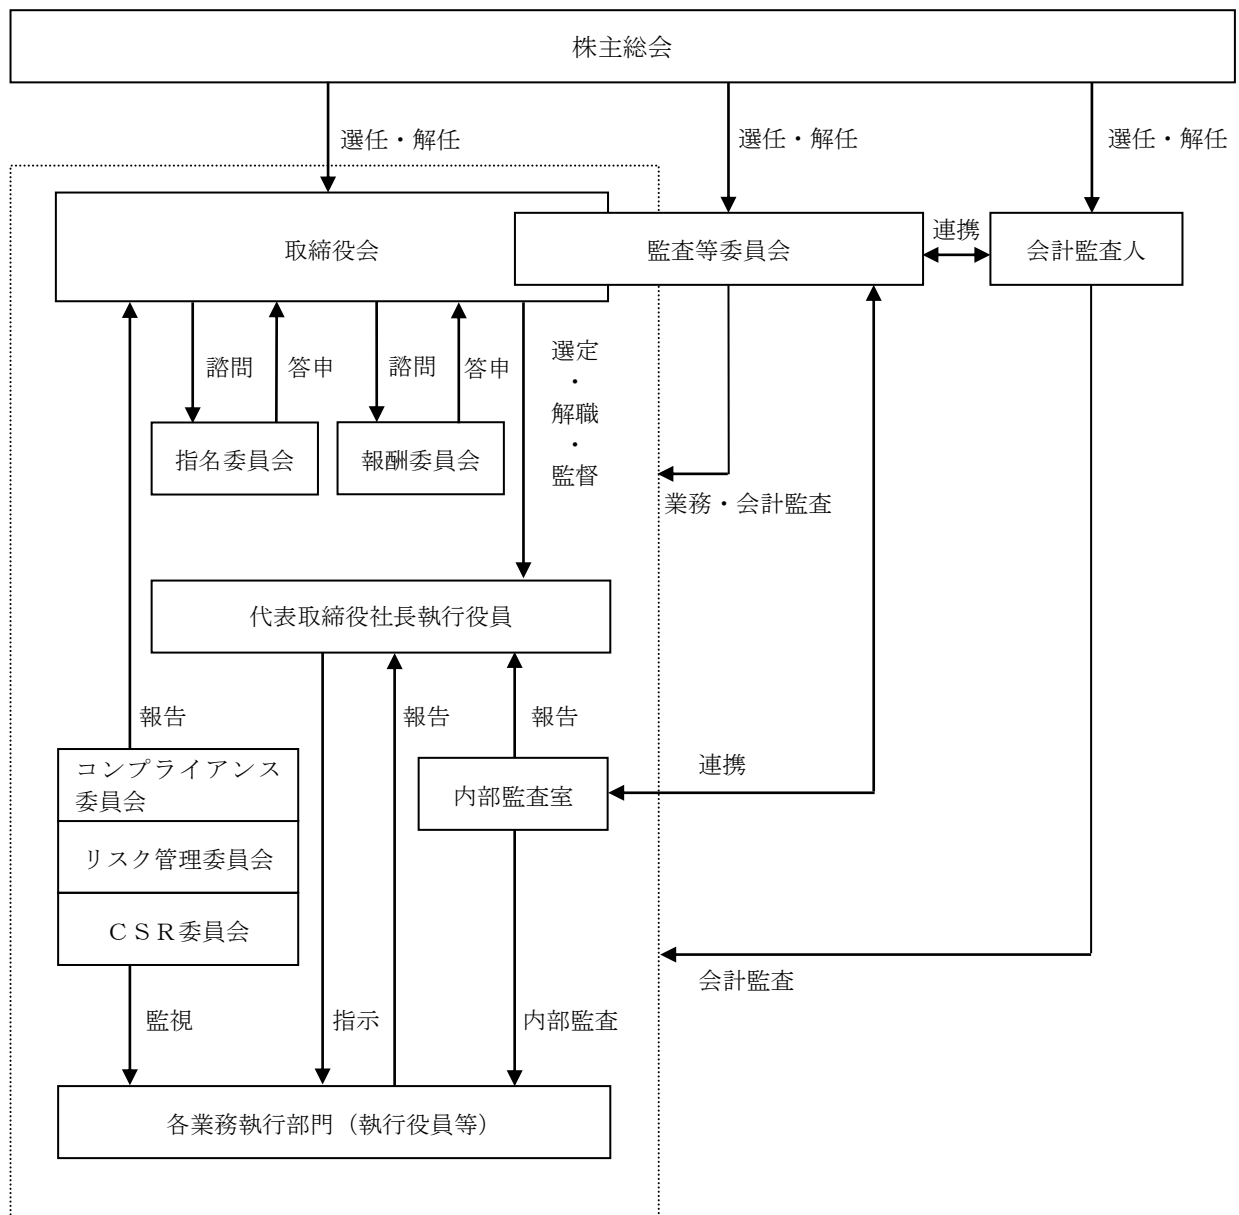 株主総会
選任・解任
選任・解任
選任・解任
取締役会
監査等委員会
連携
会計監査人
諮問
答申
諮問
答申
選定
・
解職
・
監督
指名委員会
報酬委員会
業務・会計監査
代表取締役社長執行役員
報告
報告
報告
コンプライアンス
委員会
リスク管理委員会
ＣＳＲ委員会
内部監査室
連携
会計監査
監視
指示
内部監査
各業務執行部門（執行役員等）